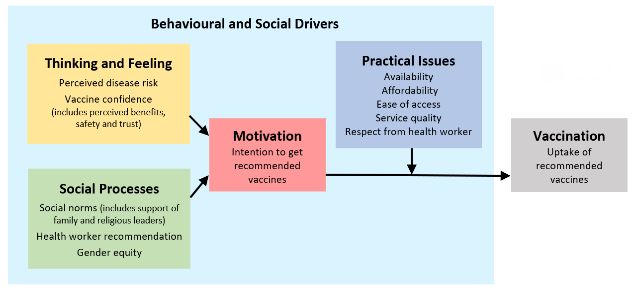 Behavioural and Social Drivers
Thinking and Feeling
Perceived disease risk
Vaccine confidence
(includes perceived benefits,
safety and trust)
Social Processes
Social norms (includes support of
family and religious leaders)
Health worker recommendation
Gender equity
Motivation
Intention to get
recommended
vaccines
Practical Issues
Availability
Affordability
Ease of access
Service quality
Respect from health worker
Vaccination
Uptake of
recommended
vaccines